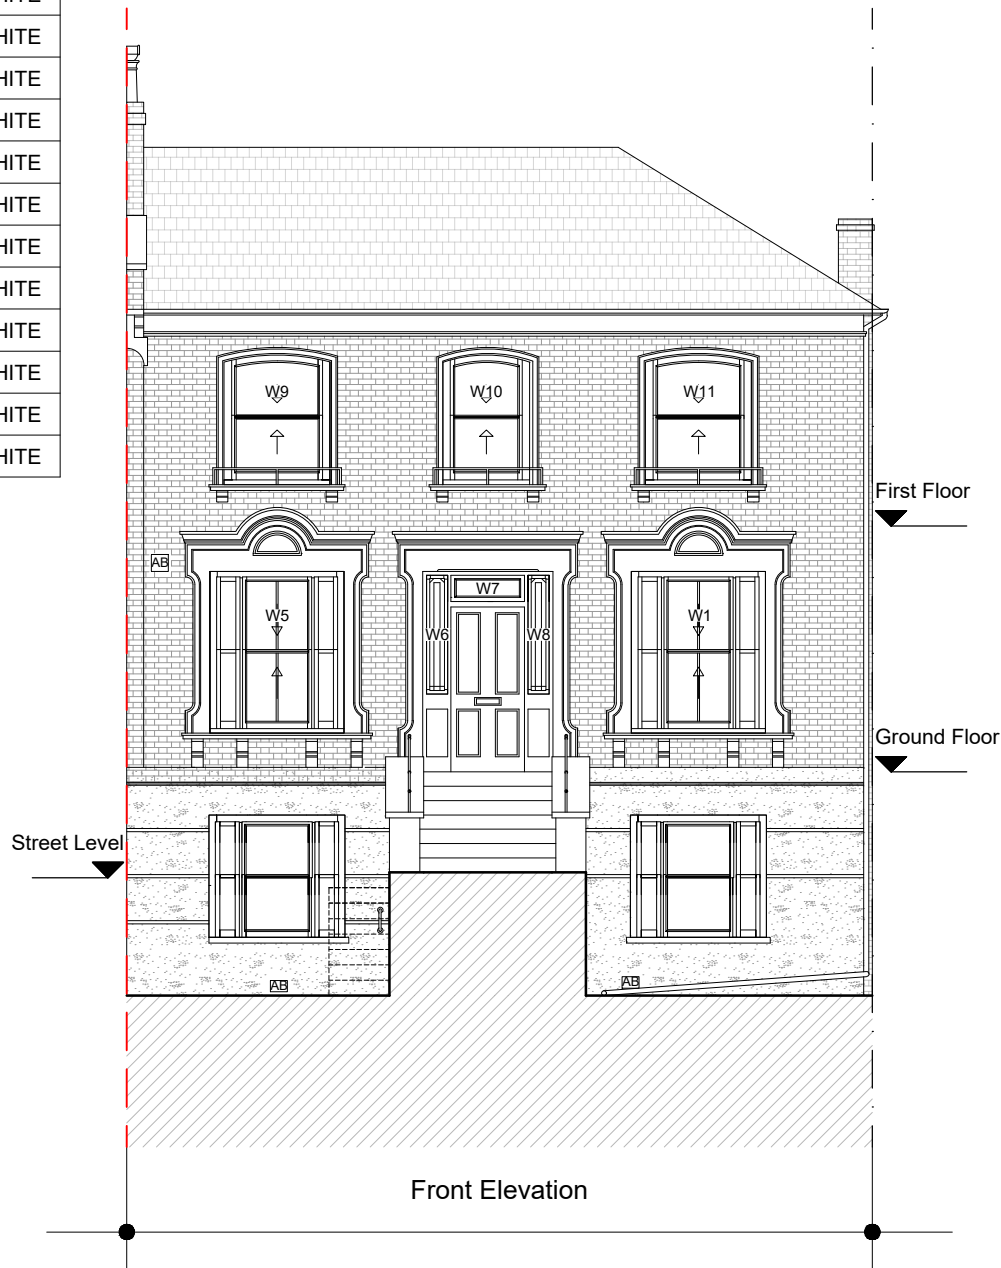 HITE
HITE
HITE
HITE
HITE
HITE
HITE
HITE
HITE
HITE
HITE
W9
W10
W11
First Floor
AB
W5
W6
W7
W8
W1
Ground Floor
Street Level
AB
AB
Front Elevation